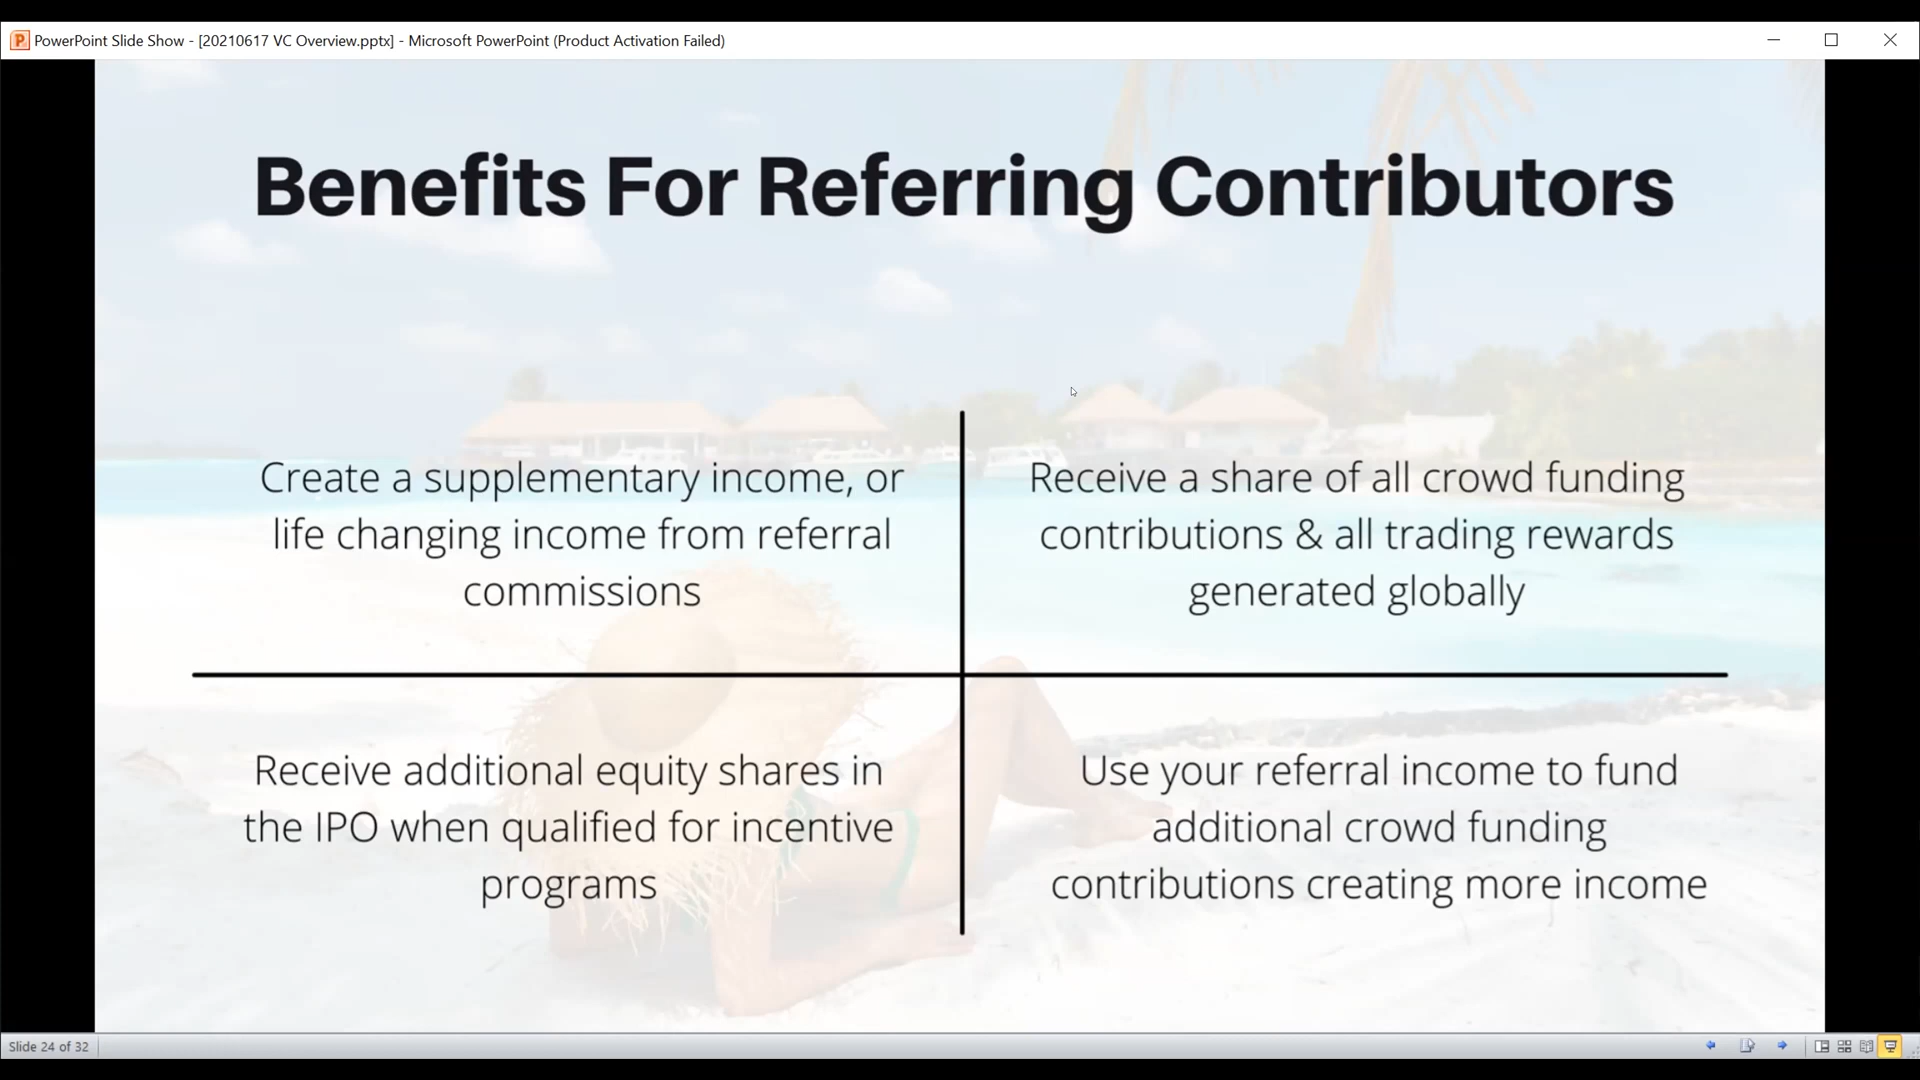 PowerPoint Slide Show - [20210617 VC Overview.pptx] - Microsoft PowerPoint (Product Activation Failed)
Benefits For Referring Contributors
Create a supplementary income, or
life changing income from referral
commissions
Receive a share of all crowd funding
contributions & all trading rewards
generated globally
Receive additional equity shares in
the IPO when qualified for incentive
programs
Use your referral income to fund
additional crowd funding
contributions creating more income
Slide 24 of 32